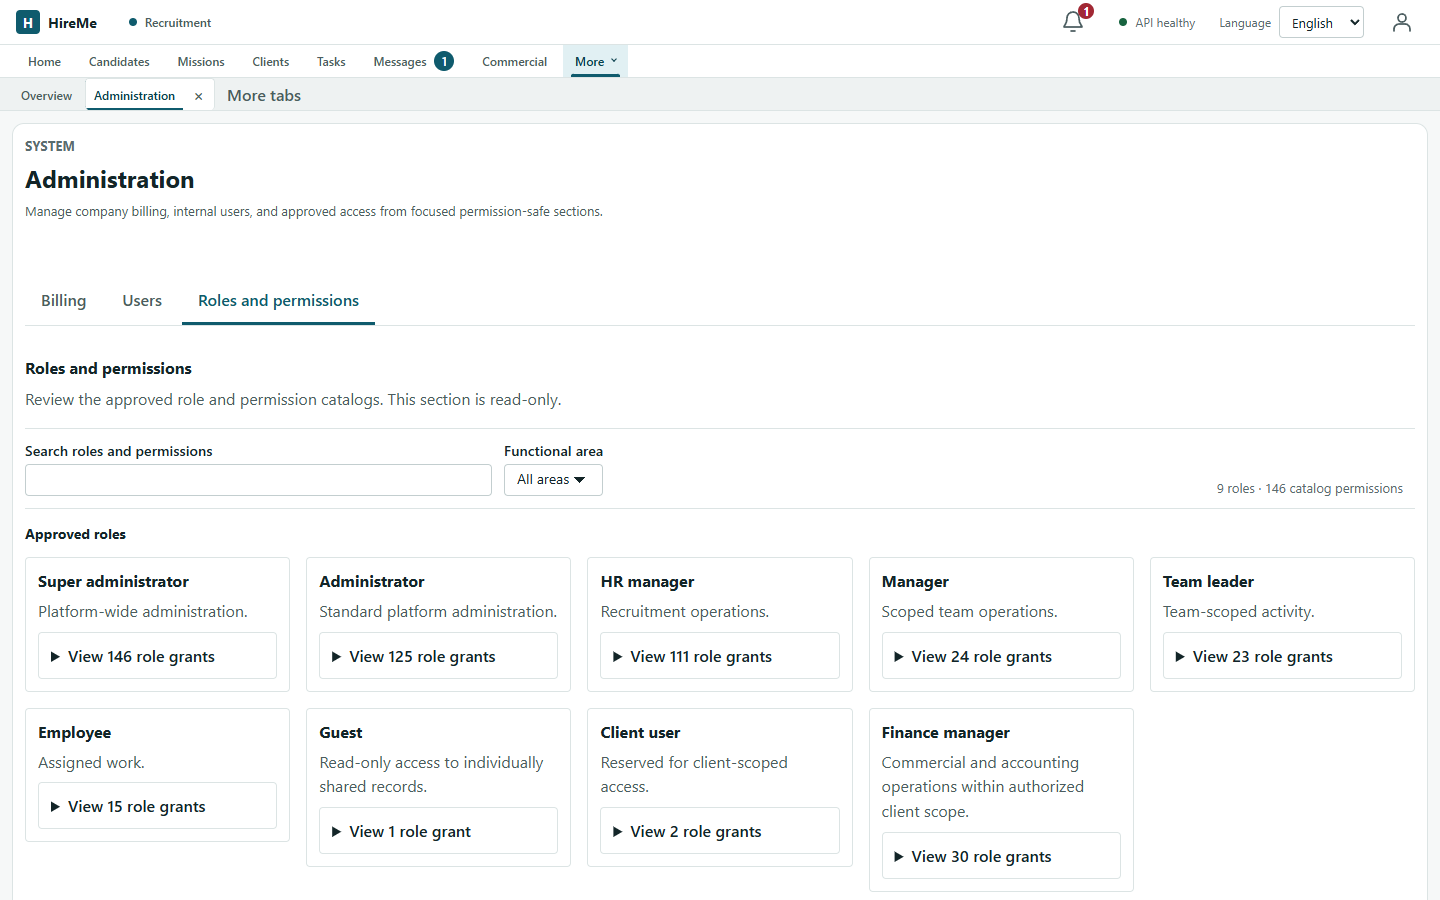 H HireMe
Recruitment
1
API healthy
Language
English
Home
Candidates
Missions
Clients
Tasks
Messages 1
Commercial
More
Overview
Administration ×
More tabs
SYSTEM
Administration
Manage company billing, internal users, and approved access from focused permission-safe sections.
Billing
Users
Roles and permissions
Roles and permissions
Review the approved role and permission catalogs. This section is read-only.
Search roles and permissions
Functional area
All areas
9 roles · 146 catalog permissions
Approved roles
Super administrator
Platform-wide administration.
View 146 role grants
Administrator
Standard platform administration.
View 125 role grants
HR manager
Recruitment operations.
View 111 role grants
Manager
Scoped team operations.
View 24 role grants
Team leader
Team-scoped activity.
View 23 role grants
Employee
Assigned work.
View 15 role grants
Guest
Read-only access to individually
shared records.
View 1 role grant
Client user
Reserved for client-scoped
access.
View 2 role grants
Finance manager
Commercial and accounting
operations within authorized
client scope.
View 30 role grants